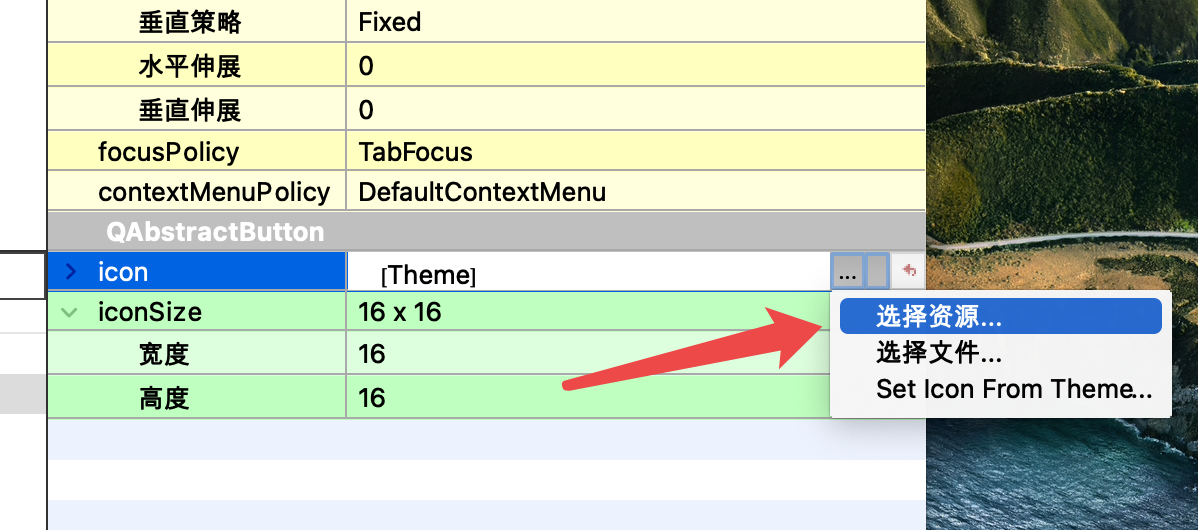 垂直策略 Fixed
水平伸展 0
垂直伸展 0
focusPolicy TabFocus
contextMenuPolicy DefaultContextMenu
QAbstractButton
icon [Theme] ...
iconSize 16 x 16
宽度 16
高度 16
选择资源...
选择文件...
Set Icon From Theme...